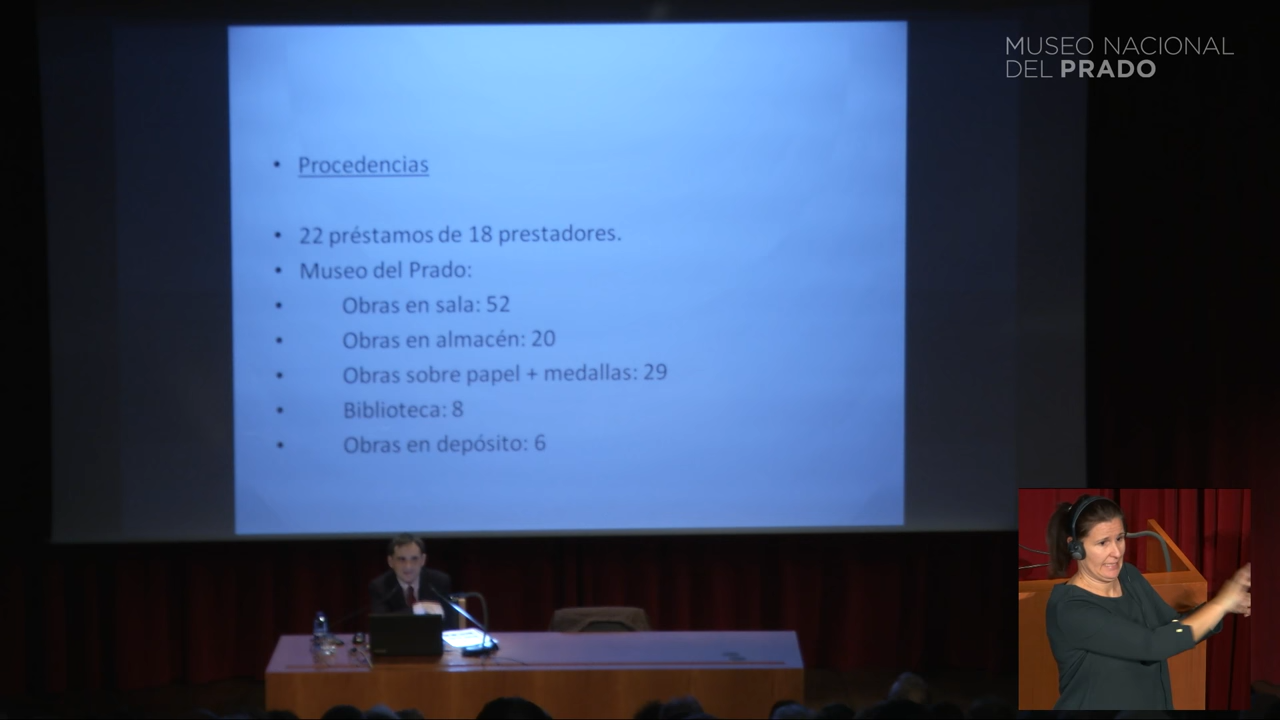 MUSEO NACIONAL
DEL PRADO
• Procedencias
• 22 préstamos de 18 prestadores.
• Museo del Prado:
• Obras en sala: 52
• Obras en almacén: 20
• Obras sobre papel + medallas: 29
• Biblioteca: 8
• Obras en depósito: 6